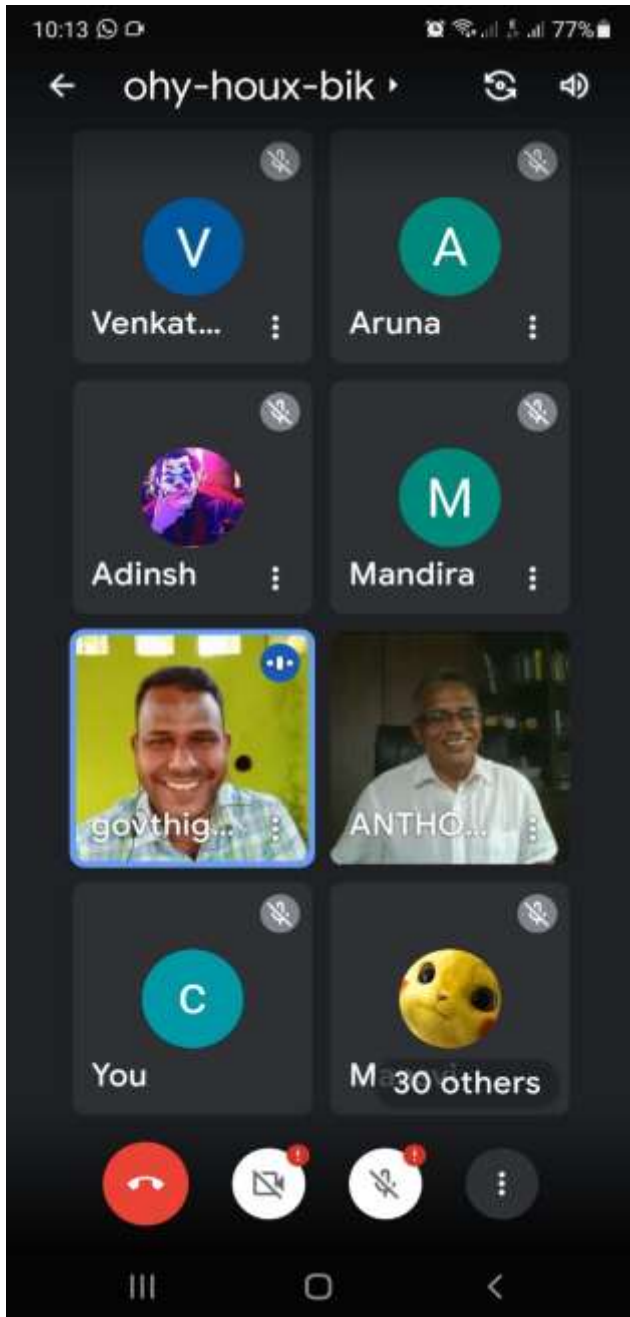 10:13 77%
ohy-houx-bik
V A
Venkat... Aruna
M
Adinsh Mandira
govthig... ANTHO...
C
You M 30 others